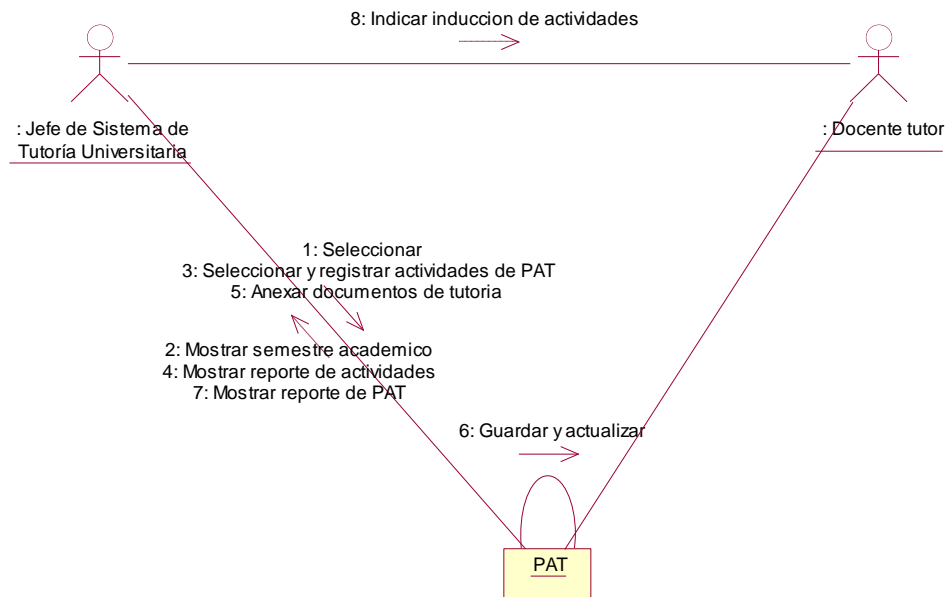 8: Indicar induccion de actividades
: Jefe de Sistema de
Tutoría Universitaria
: Docente tutor
1: Seleccionar
3: Seleccionar y registrar actividades de PAT
5: Anexar documentos de tutoria
2: Mostrar semestre academico
4: Mostrar reporte de actividades
7: Mostrar reporte de PAT
6: Guardar y actualizar
PAT